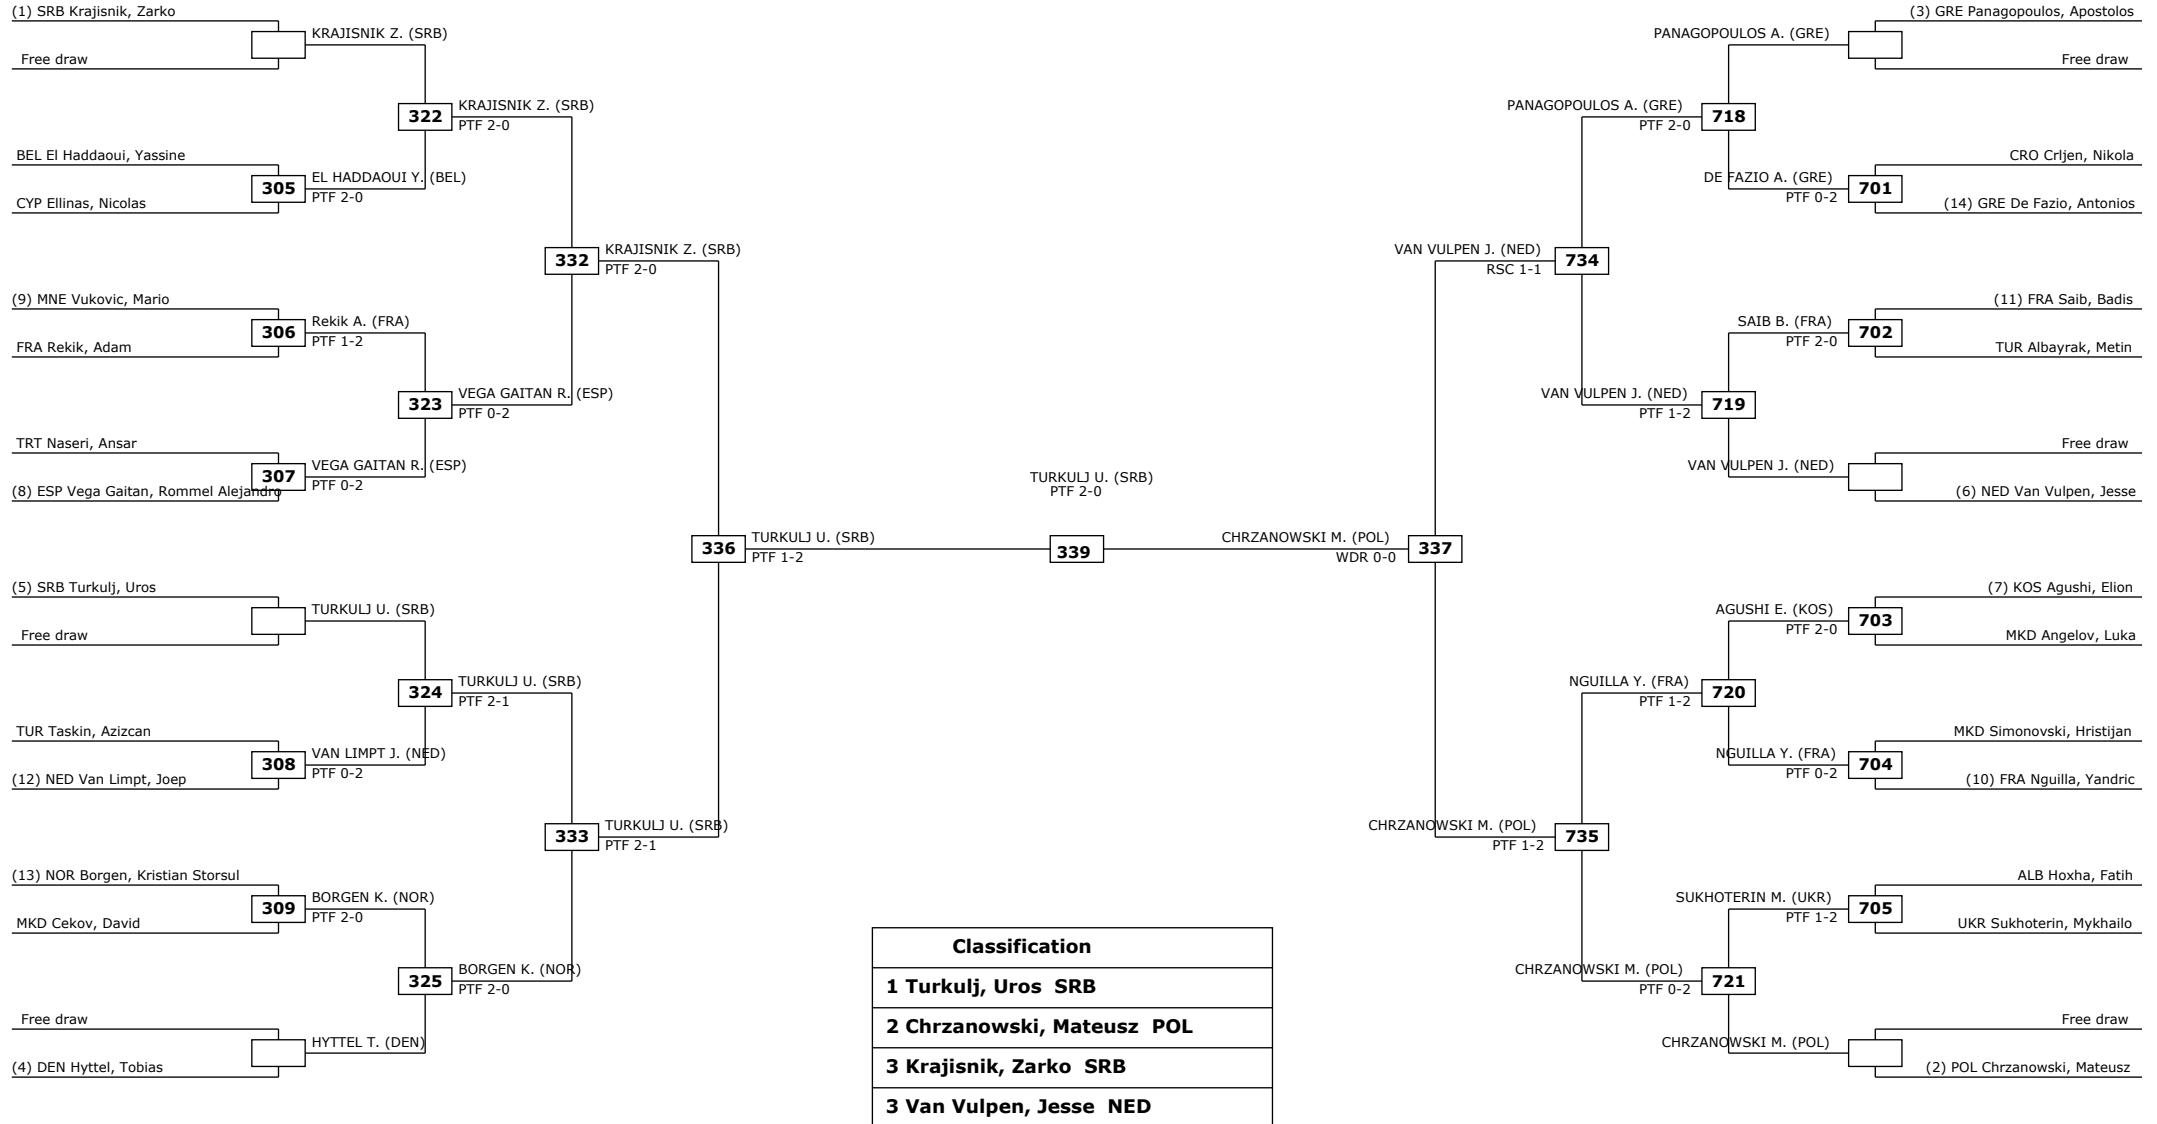 (1) SRB Krajisnik, Zarko
KRAJISNIK Z. (SRB)
Free draw
322
KRAJISNIK Z. (SRB)
PTF 2-0
BEL El Haddaoui, Yassine
305
EL HADDAOUI Y. (BEL)
PTF 2-0
CYP Ellinas, Nicolas
332
KRAJISNIK Z. (SRB)
PTF 2-0
(9) MNE Vukovic, Mario
306
Rekik A. (FRA)
PTF 1-2
FRA Rekik, Adam
323
VEGA GAITAN R. (ESP)
PTF 0-2
TRT Naseri, Ansar
307
VEGA GAITAN R. (ESP)
PTF 0-2
(8) ESP Vega Gaitan, Rommel Alejandro
336
TURKULJ U. (SRB)
PTF 1-2
(5) SRB Turkulj, Uros
TURKULJ U. (SRB)
Free draw
324
TURKULJ U. (SRB)
PTF 2-1
TUR Taskin, Azizcan
308
VAN LIMPT J. (NED)
PTF 0-2
(12) NED Van Limpt, Joep
333
TURKULJ U. (SRB)
PTF 2-1
(13) NOR Borgen, Kristian Storsul
309
BORGEN K. (NOR)
PTF 2-0
MKD Cekov, David
325
BORGEN K. (NOR)
PTF 2-0
Free draw
HYTTEL T. (DEN)
(4) DEN Hyttel, Tobias
TURKULJ U. (SRB)
PTF 2-0
339
(3) GRE Panagopoulos, Apostolos
PANAGOPOULOS A. (GRE)
Free draw
PANAGOPOULOS A. (GRE)
PTF 2-0
718
CRO Crljen, Nikola
DE FAZIO A. (GRE)
PTF 0-2
701
(14) GRE De Fazio, Antonios
VAN VULPEN J. (NED)
RSC 1-1
734
(11) FRA Saib, Badis
SAIB B. (FRA)
PTF 2-0
702
TUR Albayrak, Metin
VAN VULPEN J. (NED)
PTF 1-2
719
Free draw
VAN VULPEN J. (NED)
(6) NED Van Vulpen, Jesse
CHRZANOWSKI M. (POL)
WDR 0-0
337
(7) KOS Agushi, Elion
AGUSHI E. (KOS)
PTF 2-0
703
MKD Angelov, Luka
NGUILLA Y. (FRA)
PTF 1-2
720
MKD Simonovski, Hristijan
NGUILLA Y. (FRA)
PTF 0-2
704
(10) FRA Nguilla, Yandric
CHRZANOWSKI M. (POL)
PTF 1-2
735
ALB Hoxha, Fatih
SUKHOTERIN M. (UKR)
PTF 1-2
705
UKR Sukhoterin, Mykhailo
CHRZANOWSKI M. (POL)
PTF 0-2
721
Free draw
CHRZANOWSKI M. (POL)
(2) POL Chrzanowski, Mateusz
Classification
1 Turkulj, Uros SRB
2 Chrzanowski, Mateusz POL
3 Krajisnik, Zarko SRB
3 Van Vulpen, Jesse NED